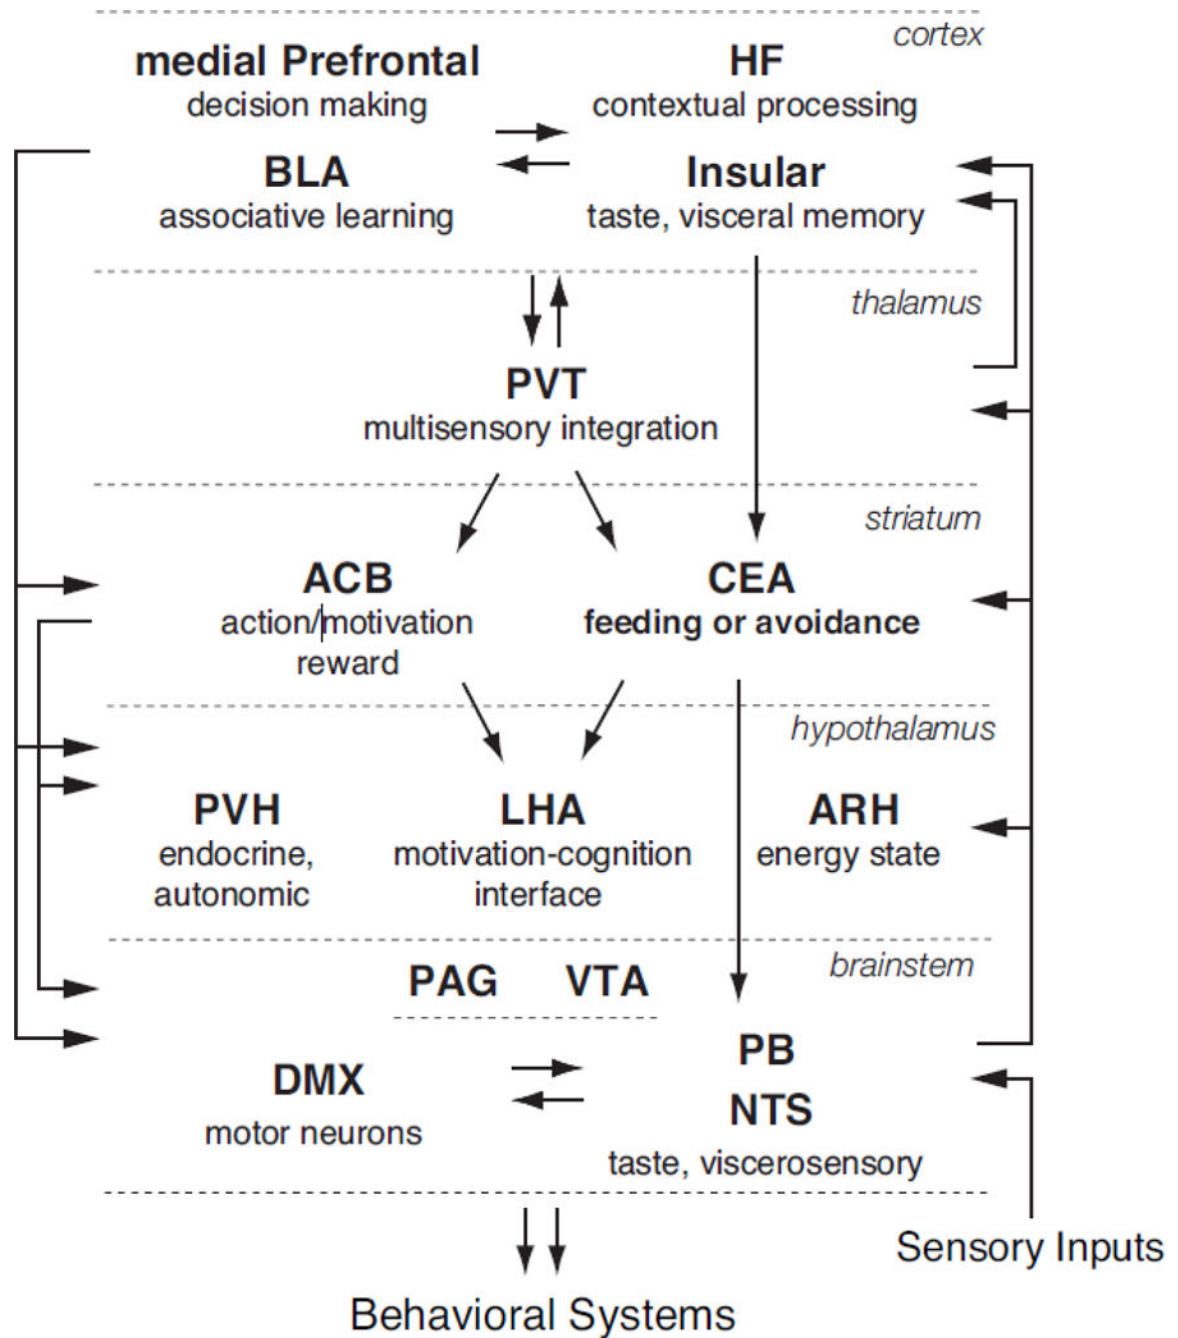 cortex
medial Prefrontal HF
decision making contextual processing
BLA Insular
associative learning taste, visceral memory
thalamus
PVT
multisensory integration
striatum
ACB CEA
action/motivation feeding or avoidance
reward
hypothalamus
PVH LHA ARH
endocrine, motivation-cognition energy state
autonomic interface
brainstem
PAG VTA
PB
DMX
NTS
motor neurons
taste, viscerosensory
Sensory Inputs
Behavioral Systems